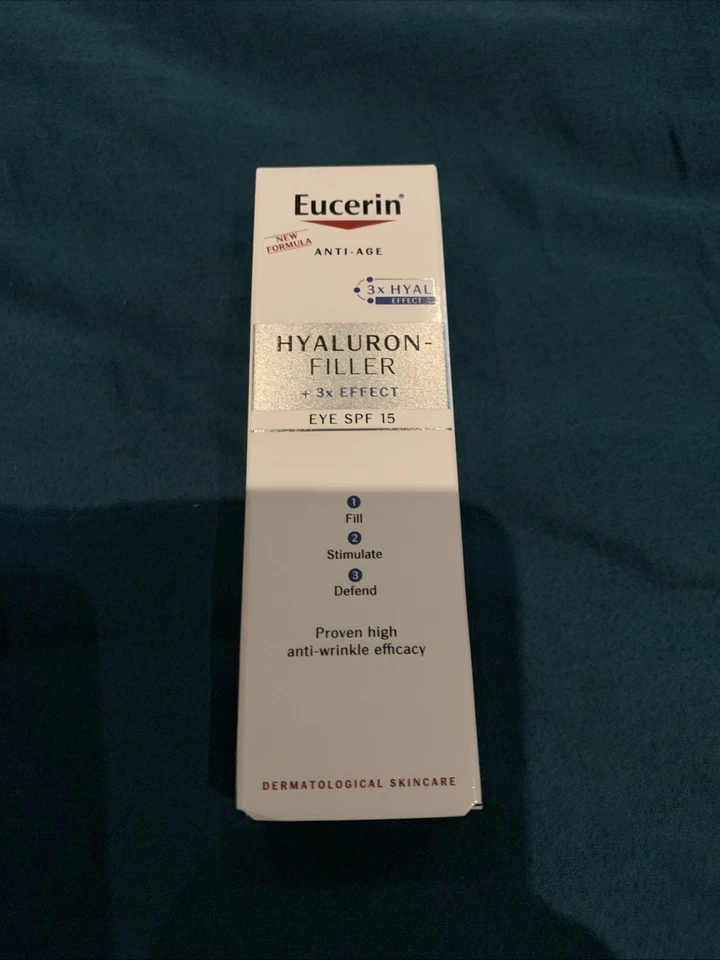 Eucerin®
NEW
FORMULA
ANTI-AGE
3x HYAL
EFFECT
HYALURON-
FILLER
+ 3x EFFECT
EYE SPF 15
1
Fill
2
Stimulate
3
Defend
Proven high
anti-wrinkle efficacy
DERMATOLOGICAL SKINCARE